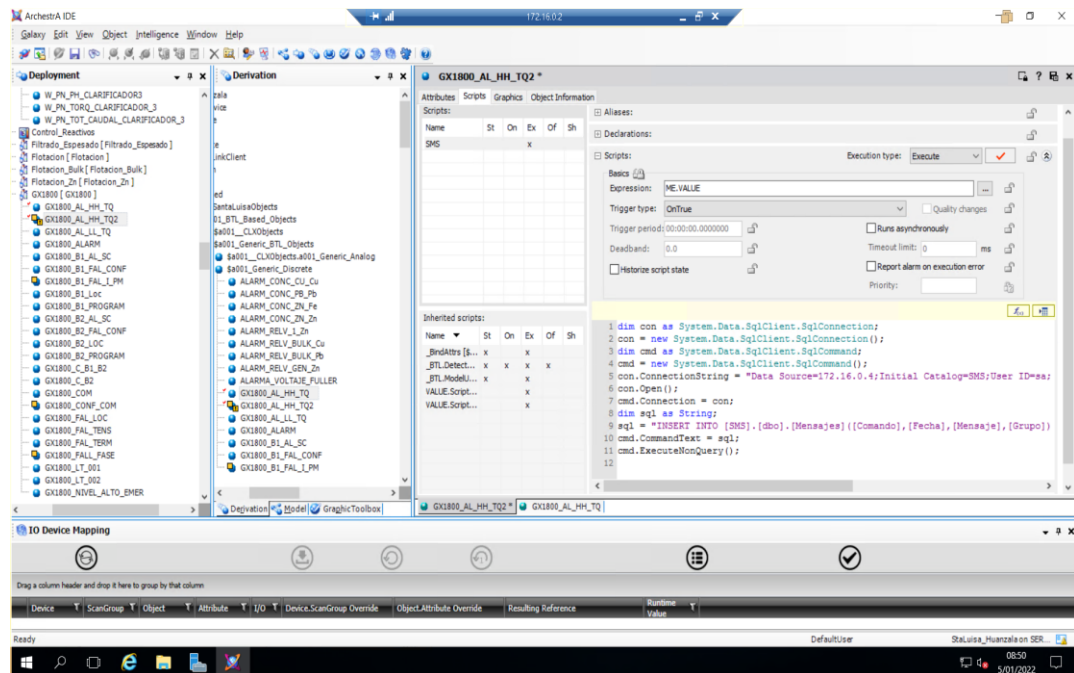 ArchestrA IDE
172.16.0.2
Galaxy Edit View Object Intelligence Window Help
Deployment
W_PN_PH_CLARIFICADOR3
W_PN_TORQ_CLARIFICADOR_3
W_PN_TOT_CAUDAL_CLARIFICADOR_3
Control_Reactivos
Filtrado_Espesado [ Filtrado_Espesado ]
Flotacion [ Flotacion ]
Flotacion_Bulk [ Flotacion_Bulk ]
Flotacion_Zn [ Flotacion_Zn ]
GX1800 [ GX1800 ]
GX1800_AL_HH_TQ
GX1800_AL_HH_TQ2
GX1800_AL_LL_TQ
GX1800_ALARM
GX1800_B1_AL_SC
GX1800_B1_FAL_CONF
GX1800_B1_FAL_I_PM
GX1800_B1_Loc
GX1800_B1_PROGRAM
GX1800_B2_AL_SC
GX1800_B2_FAL_CONF
GX1800_B2_LOC
GX1800_B2_PROGRAM
GX1800_C_B1_B2
GX1800_C_B2
GX1800_COM
GX1800_CONF_COM
GX1800_FAL_LOC
GX1800_FAL_TENS
GX1800_FAL_TERM
GX1800_FALL_FASE
GX1800_LT_001
GX1800_LT_002
GX1800_NIVEL_ALTO_EMER
Derivation
zala
vice
e
te
LinkClient
ed
SantaLuisaObjects
01_BTL_Based_Objects
$a001__CLXObjects
$a001_Generic_BTL_Objects
$a001__CLXObjects.a001_Generic_Analog
$a001_Generic_Discrete
ALARM_CONC_CU_Cu
ALARM_CONC_PB_Pb
ALARM_CONC_ZN_Fe
ALARM_CONC_ZN_Zn
ALARM_RELV_1_Zn
ALARM_RELV_BULK_Cu
ALARM_RELV_BULK_Pb
ALARM_RELV_GEN_Zn
ALARMA_VOLTAJE_FULLER
GX1800_AL_HH_TQ
GX1800_AL_HH_TQ2
GX1800_AL_LL_TQ
GX1800_ALARM
GX1800_B1_AL_SC
GX1800_B1_FAL_CONF
GX1800_B1_FAL_I_PM
Derivation Model GraphicToolbox
GX1800_AL_HH_TQ2 *
Attributes Scripts Graphics Object Information
Scripts:
Name St On Ex Of Sh
SMS x
Inherited scripts:
Name St On Ex Of Sh
_BindAttrs [$... x x
_BTL.Detect... x x x x
_BTL.ModelU... x x
VALUE.Script... x
VALUE.Script... x
Aliases:
Declarations:
Scripts: Execution type: Execute
Basics
Expression: ME.VALUE ...
Trigger type: OnTrue Quality changes
Trigger period: 00:00:00.0000000 Runs asynchronously
Deadband: 0.0 Timeout limit: 0 ms
Historize script state Report alarm on execution error
Priority:
1 dim con as System.Data.SqlClient.SqlConnection;
2 con = new System.Data.SqlClient.SqlConnection();
3 dim cmd as System.Data.SqlClient.SqlCommand;
4 cmd = new System.Data.SqlClient.SqlCommand;
5 con.ConnectionString = "Data Source=172.16.0.4;Initial Catalog=SMS;User ID=sa;
6 con.Open();
7 cmd.Connection = con;
8 dim sql as String;
9 sql = "INSERT INTO [SMS].[dbo].[Mensajes]([Comando],[Fecha],[Mensaje],[Grupo])
10 cmd.CommandText = sql;
11 cmd.ExecuteNonQuery();
12
GX1800_AL_HH_TQ2 * GX1800_AL_HH_TQ
IO Device Mapping
Drag a column header and drop it here to group by that column
Device ScanGroup Object Attribute I/O Device.ScanGroup Override Object.Attribute Override Resulting Reference Runtime Value
Ready DefaultUser StaLuisa_Huanzala on SER...
08:50
5/01/2022